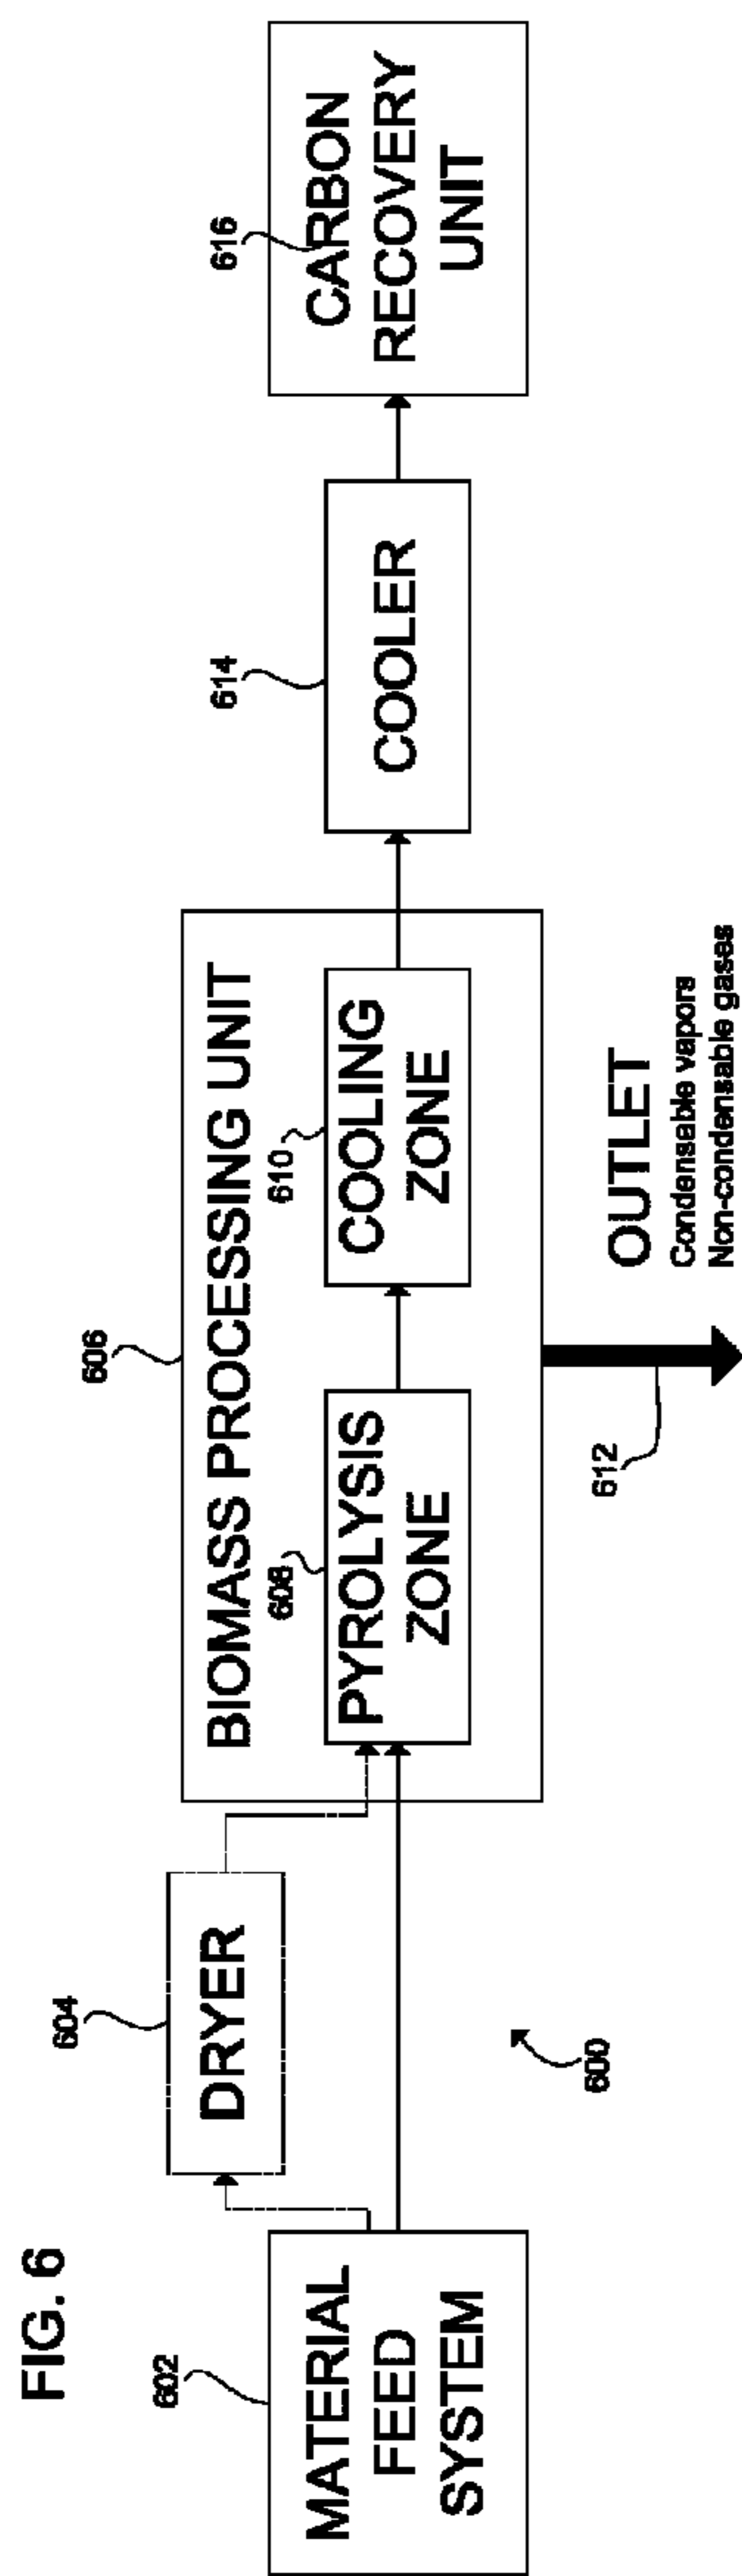 FIG. 6
602
MATERIAL
FEED
SYSTEM
604
DRYER
600
606
BIOMASS PROCESSING UNIT
608
PYROLYSIS
ZONE
610
COOLING
ZONE
612
OUTLET
Condensable vapors
Non-condensable gases
614
COOLER
616
CARBON
RECOVERY
UNIT